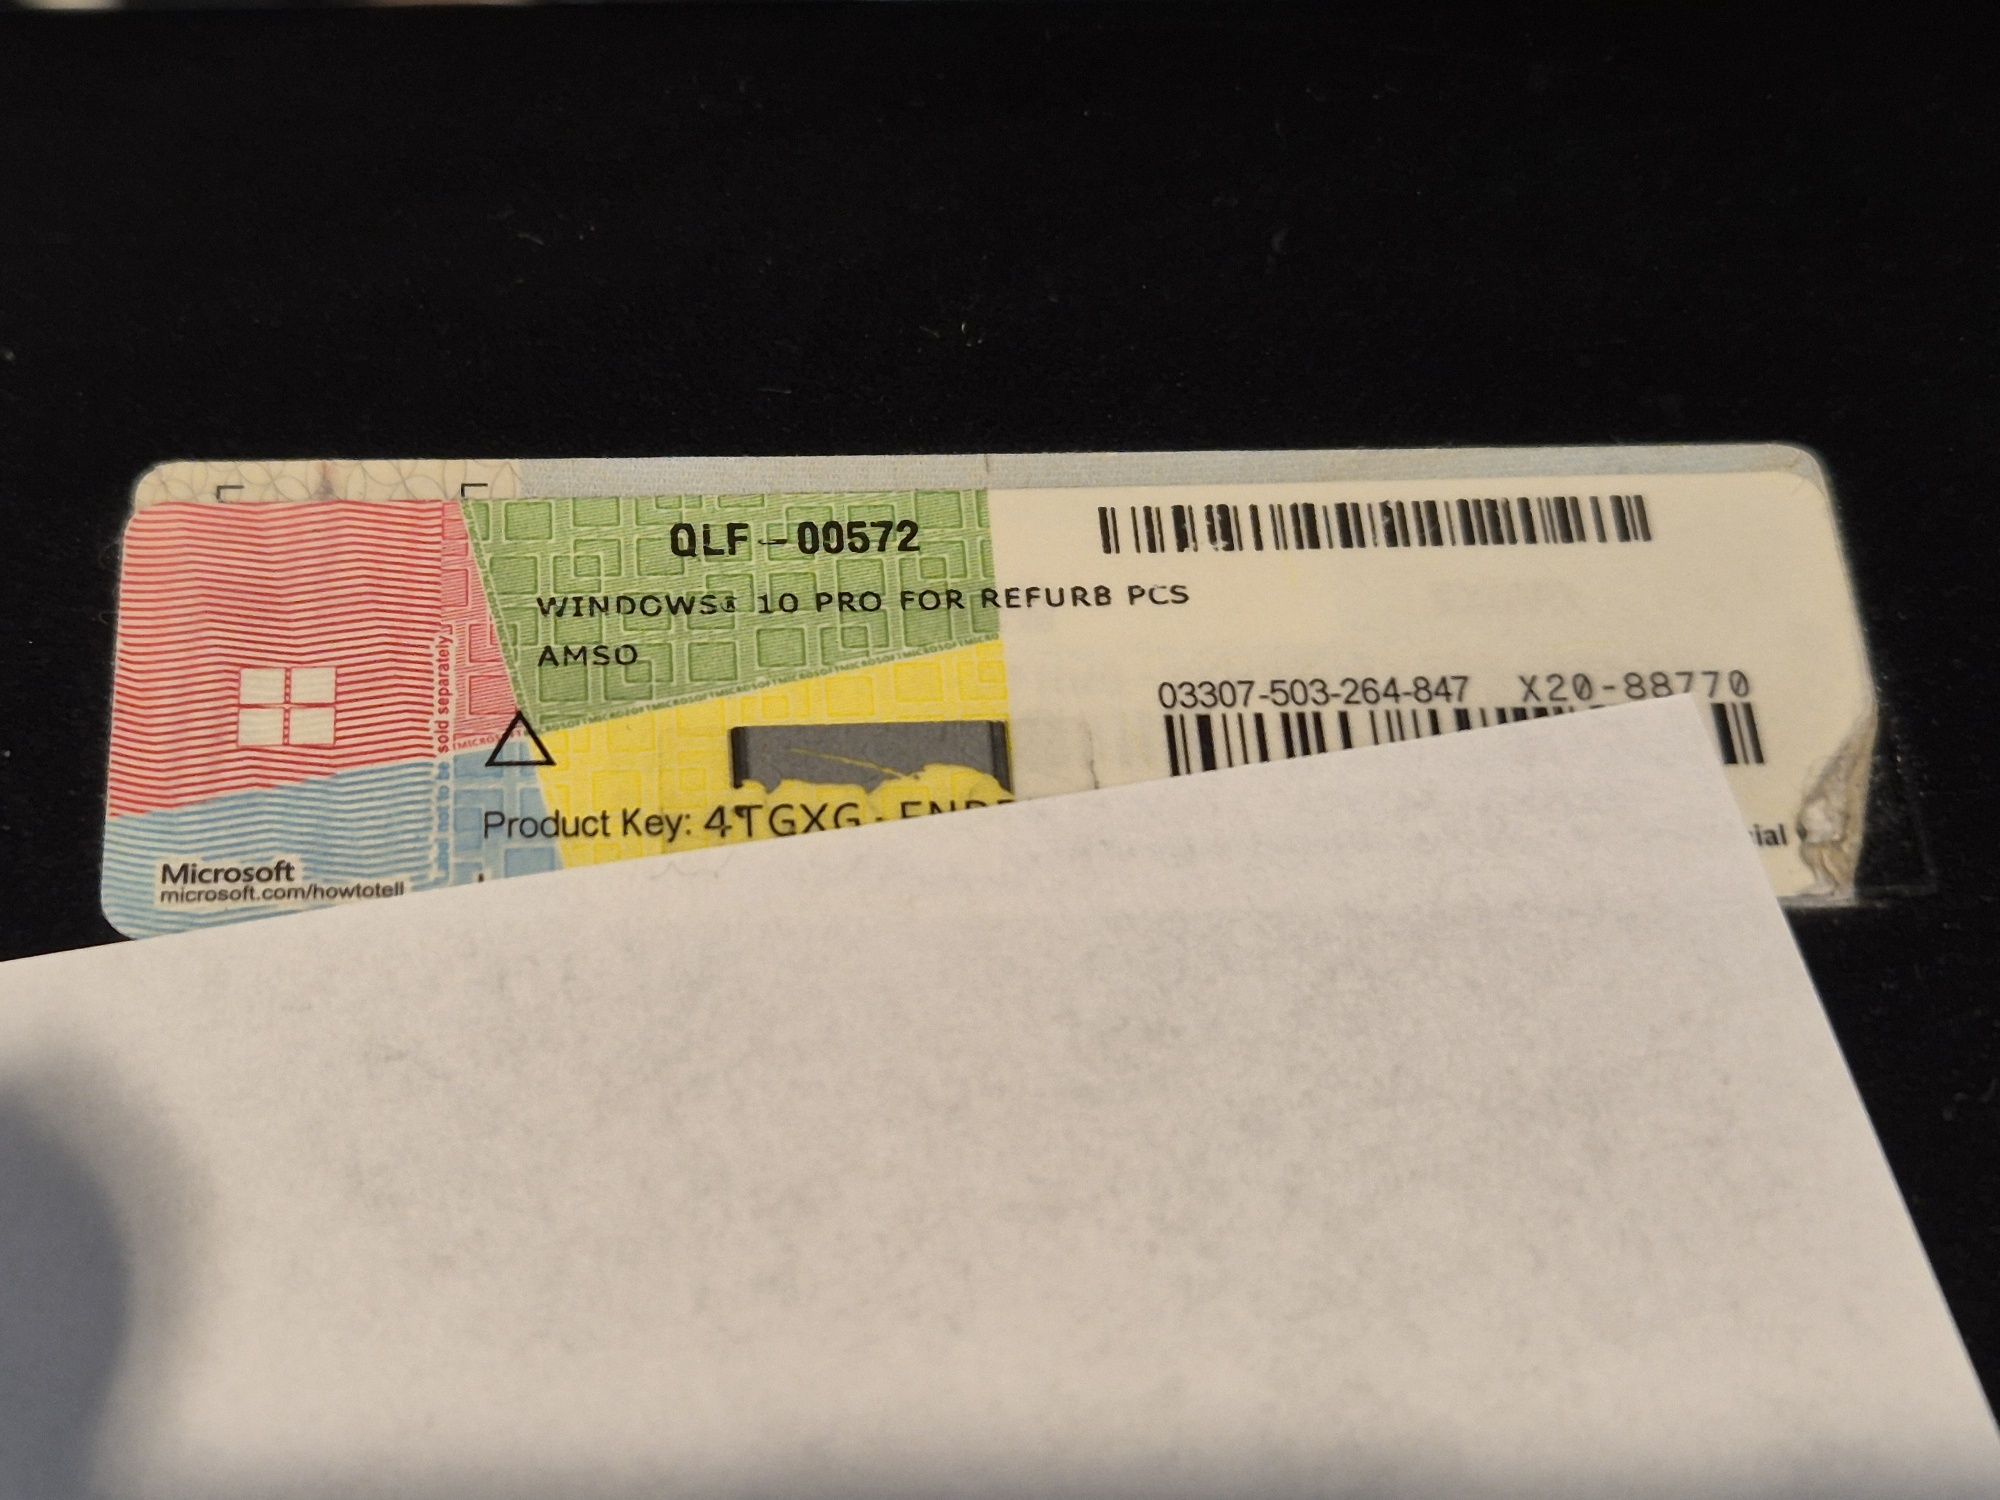 QLF-00572
WINDOWS® 10 PRO FOR REFURB PCS
AMSO
03307-503-264-847 X20-88770
sold separately
Product Key: 4TGXG-
Microsoft
microsoft.com/howtotell